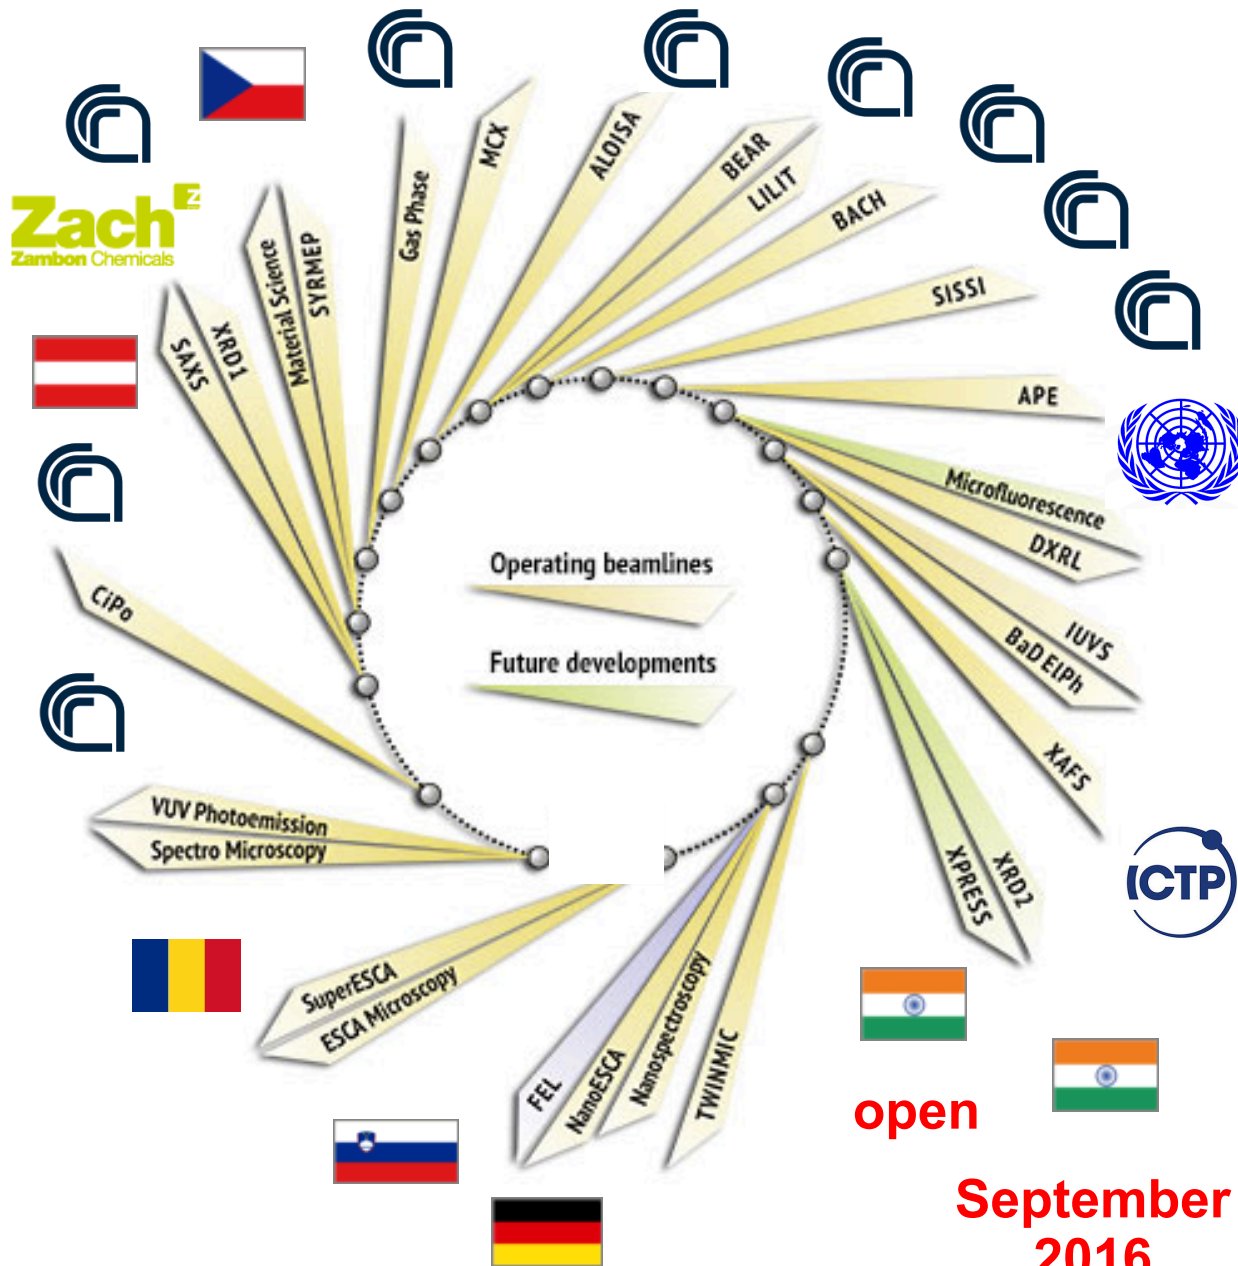 Zach
Z
Zambon Chemicals
MCX
ALOISA
BEAR
LILIT
BACH
Gas Phase
SYRMEP
Material Science
XRD1
SAXS
SISSI
APE
Microfluorescence
DXRL
IUVS
BaDElPh
XAFS
Operating beamlines
Future developments
CiPo
VUV Photoemission
Spectro Microscopy
SuperESCA
ESCA Microscopy
FEL
NanoESCA
Nanospectroscopy
TWINMIC
XPRESS
XRD2
ICTP
open
September
2016